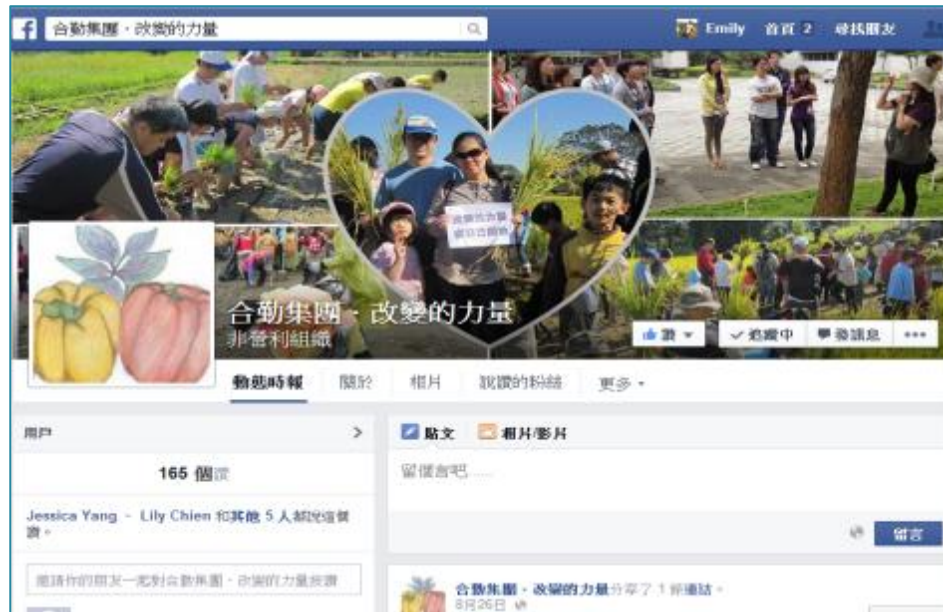 合勤集團・改變的力量
Emily 首頁 2 尋找朋友
改變的力量
合勤集團・改變的力量
非營利組織
讚
追蹤中
發訊息
動態時報 關於 相片 說讚的粉絲 更多
用戶
165 個讚
Jessica Yang、Lily Chien 和其他 5 人都說這個
讚。
邀請你的朋友一起對合勤集團・改變的力量按讚
貼文 相片/影片
留個言吧......
留言
合勤集團・改變的力量分享了 1 條連結。
8月26日